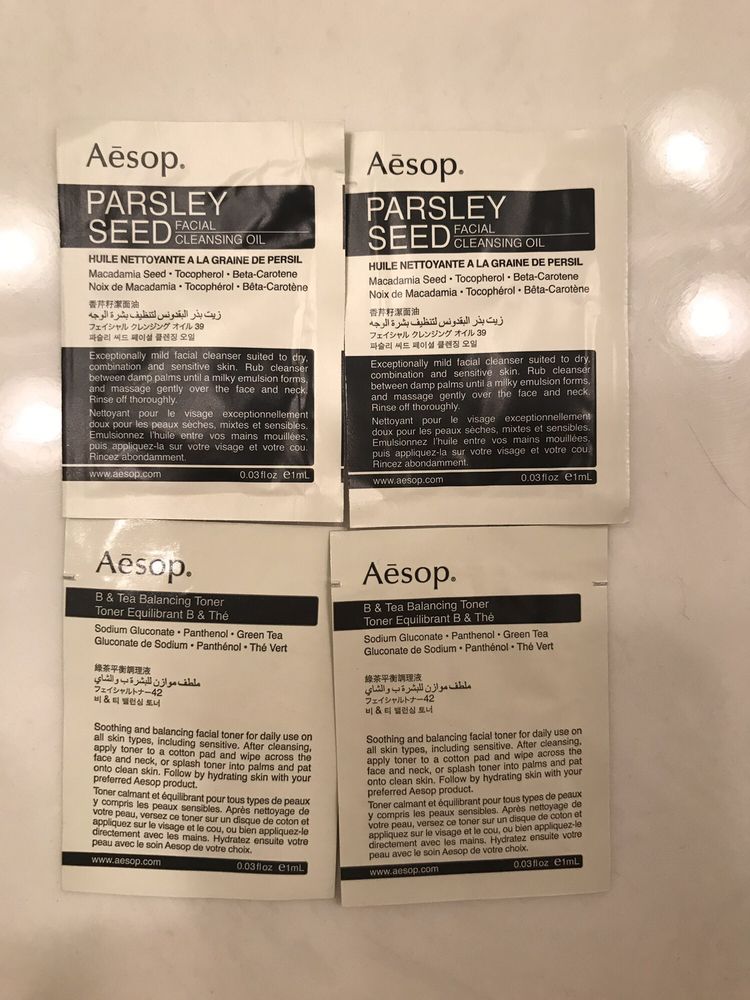 Aēsop.
PARSLEY
SEED FACIAL
CLEANSING OIL
HUILE NETTOYANTE A LA GRAINE DE PERSIL
Macadamia Seed • Tocopherol • Beta-Carotene
Noix de Macadamia • Tocophérol • Bêta-Carotène
香芹籽潔面油
زيت بذر البقدونس لتنظيف بشرة الوجه
フェイシャル クレンジング オイル 39
파슬리 씨드 페이셜 클렌징 오일
Exceptionally mild facial cleanser suited to dry,
combination and sensitive skin. Rub cleanser
between damp palms until a milky emulsion forms,
and massage gently over the face and neck.
Rinse off thoroughly.
Nettoyant pour le visage exceptionnellement
doux pour les peaux sèches, mixtes et sensibles.
Emulsionnez l'huile entre vos mains mouillées,
puis appliquez-la sur votre visage et votre cou.
Rincez abondamment.
www.aesop.com 0.03floz ℮1mL
Aēsop.
PARSLEY
SEED FACIAL
CLEANSING OIL
HUILE NETTOYANTE A LA GRAINE DE PERSIL
Macadamia Seed • Tocopherol • Beta-Carotene
Noix de Macadamia • Tocophérol • Bêta-Carotène
香芹籽潔面油
زيت بذر البقدونس لتنظيف بشرة الوجه
フェイシャル クレンジング オイル 39
파슬리 씨드 페이셜 클렌징 오일
Exceptionally mild facial cleanser suited to dry,
combination and sensitive skin. Rub cleanser
between damp palms until a milky emulsion forms,
and massage gently over the face and neck.
Rinse off thoroughly.
Nettoyant pour le visage exceptionnellement
doux pour les peaux sèches, mixtes et sensibles.
Emulsionnez l'huile entre vos mains mouillées,
puis appliquez-la sur votre visage et votre cou.
Rincez abondamment.
www.aesop.com 0.03floz ℮1mL
Aēsop.
B & Tea Balancing Toner
Toner Equilibrant B & Thé
Sodium Gluconate • Panthenol • Green Tea
Gluconate de Sodium • Panthénol • Thé Vert
綠茶平衡調理液
ملطف موازن للبشرة ب والشاي
フェイシャルトナー42
비 & 티 밸런싱 토너
Soothing and balancing facial toner for daily use on
all skin types, including sensitive. After cleansing,
apply toner to a cotton pad and wipe across the
face and neck, or splash toner into palms and pat
onto clean skin. Follow by hydrating skin with your
preferred Aesop product.
Toner calmant et équilibrant pour tous types de peaux
y compris les peaux sensibles. Après nettoyage de
votre peau, versez ce toner sur un disque de coton et
appliquez sur le visage et le cou, ou bien appliquez-le
directement avec les mains. Hydratez ensuite votre
peau avec le soin Aesop de votre choix.
www.aesop.com 0.03floz ℮1mL
Aēsop.
B & Tea Balancing Toner
Toner Equilibrant B & Thé
Sodium Gluconate • Panthenol • Green Tea
Gluconate de Sodium • Panthénol • Thé Vert
綠茶平衡調理液
ملطف موازن للبشرة ب والشاي
フェイシャルトナー42
비 & 티 밸런싱 토너
Soothing and balancing facial toner for daily use on
all skin types, including sensitive. After cleansing,
apply toner to a cotton pad and wipe across the
face and neck, or splash toner into palms and pat
onto clean skin. Follow by hydrating skin with your
preferred Aesop product.
Toner calmant et équilibrant pour tous types de peaux
y compris les peaux sensibles. Après nettoyage de
votre peau, versez ce toner sur un disque de coton et
appliquez sur le visage et le cou, ou bien appliquez-le
directement avec les mains. Hydratez ensuite votre
peau avec le soin Aesop de votre choix.
www.aesop.com 0.03floz ℮1mL